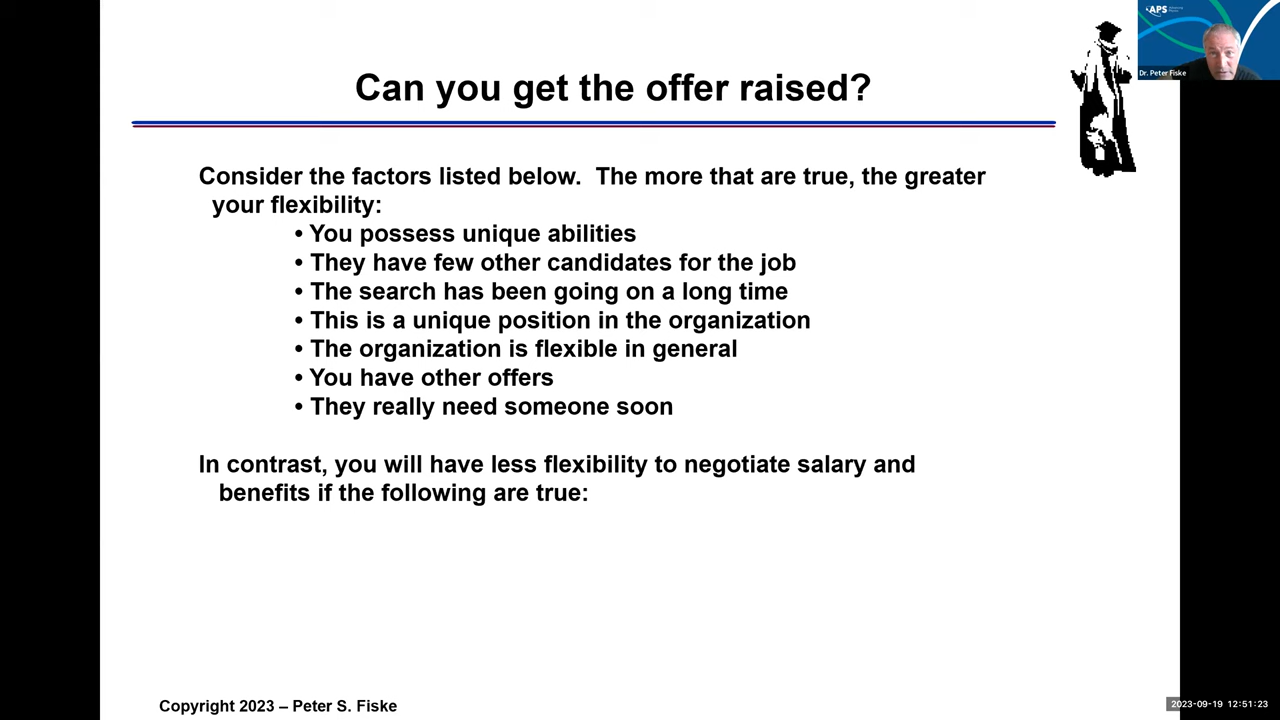 APS
Can you get the offer raised?
Dr. Peter Fiske
Consider the factors listed below.  The more that are true, the greater
your flexibility:
• You possess unique abilities
• They have few other candidates for the job
• The search has been going on a long time
• This is a unique position in the organization
• The organization is flexible in general
• You have other offers
• They really need someone soon
In contrast, you will have less flexibility to negotiate salary and
benefits if the following are true:
Copyright 2023 – Peter S. Fiske
2023-09-19 12:51:23